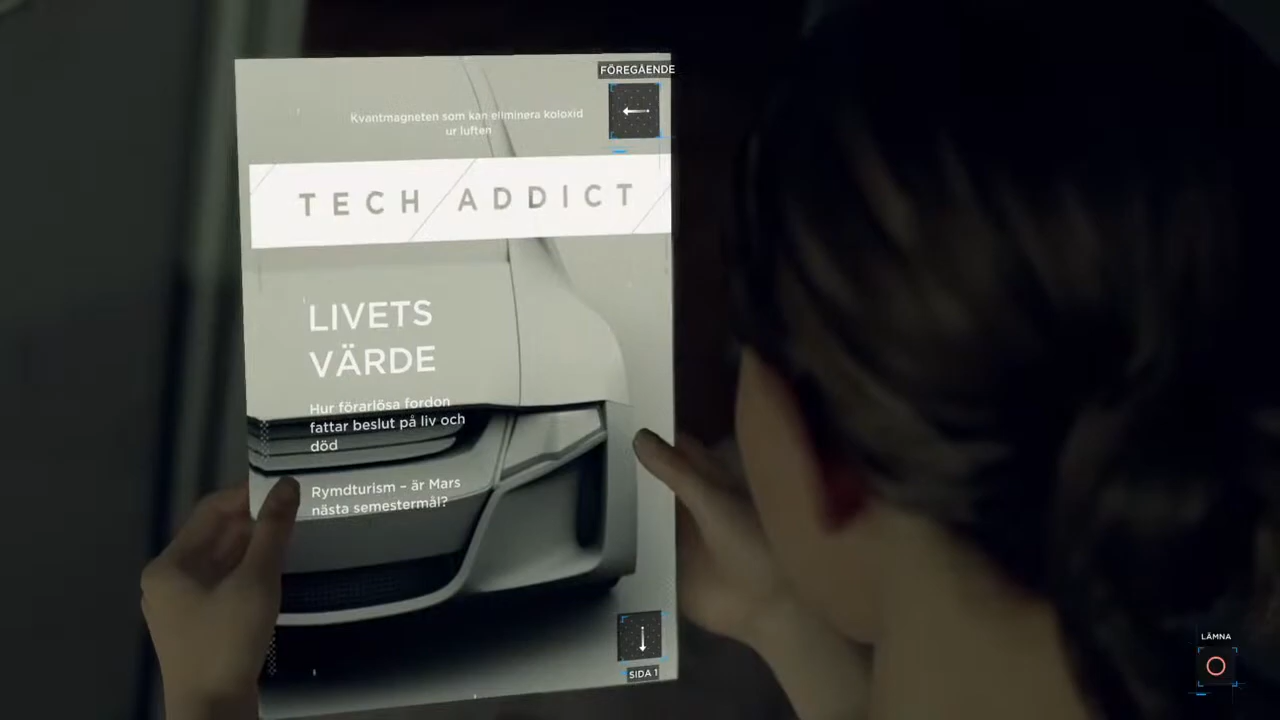 FÖREGÅENDE
Kvantmagneten som kan eliminera koloxid
ur luften
TECH ADDICT
LIVETS
VÄRDE
Hur förarlösa fordon
fattar beslut på liv och
död
Rymdturism – är Mars
nästa semestermål?
SIDA 1
LÄMNA